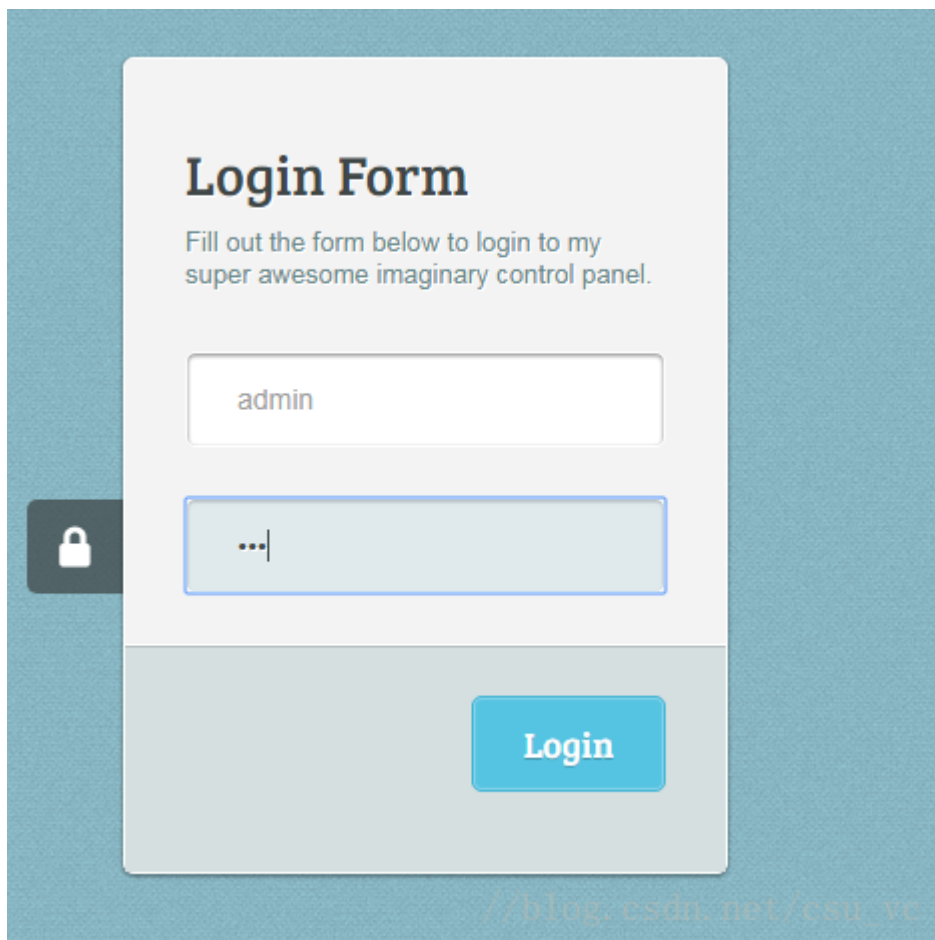 Login Form
Fill out the form below to login to my
super awesome imaginary control panel.
admin
•••
Login
//blog.csdn.net/csu_vr